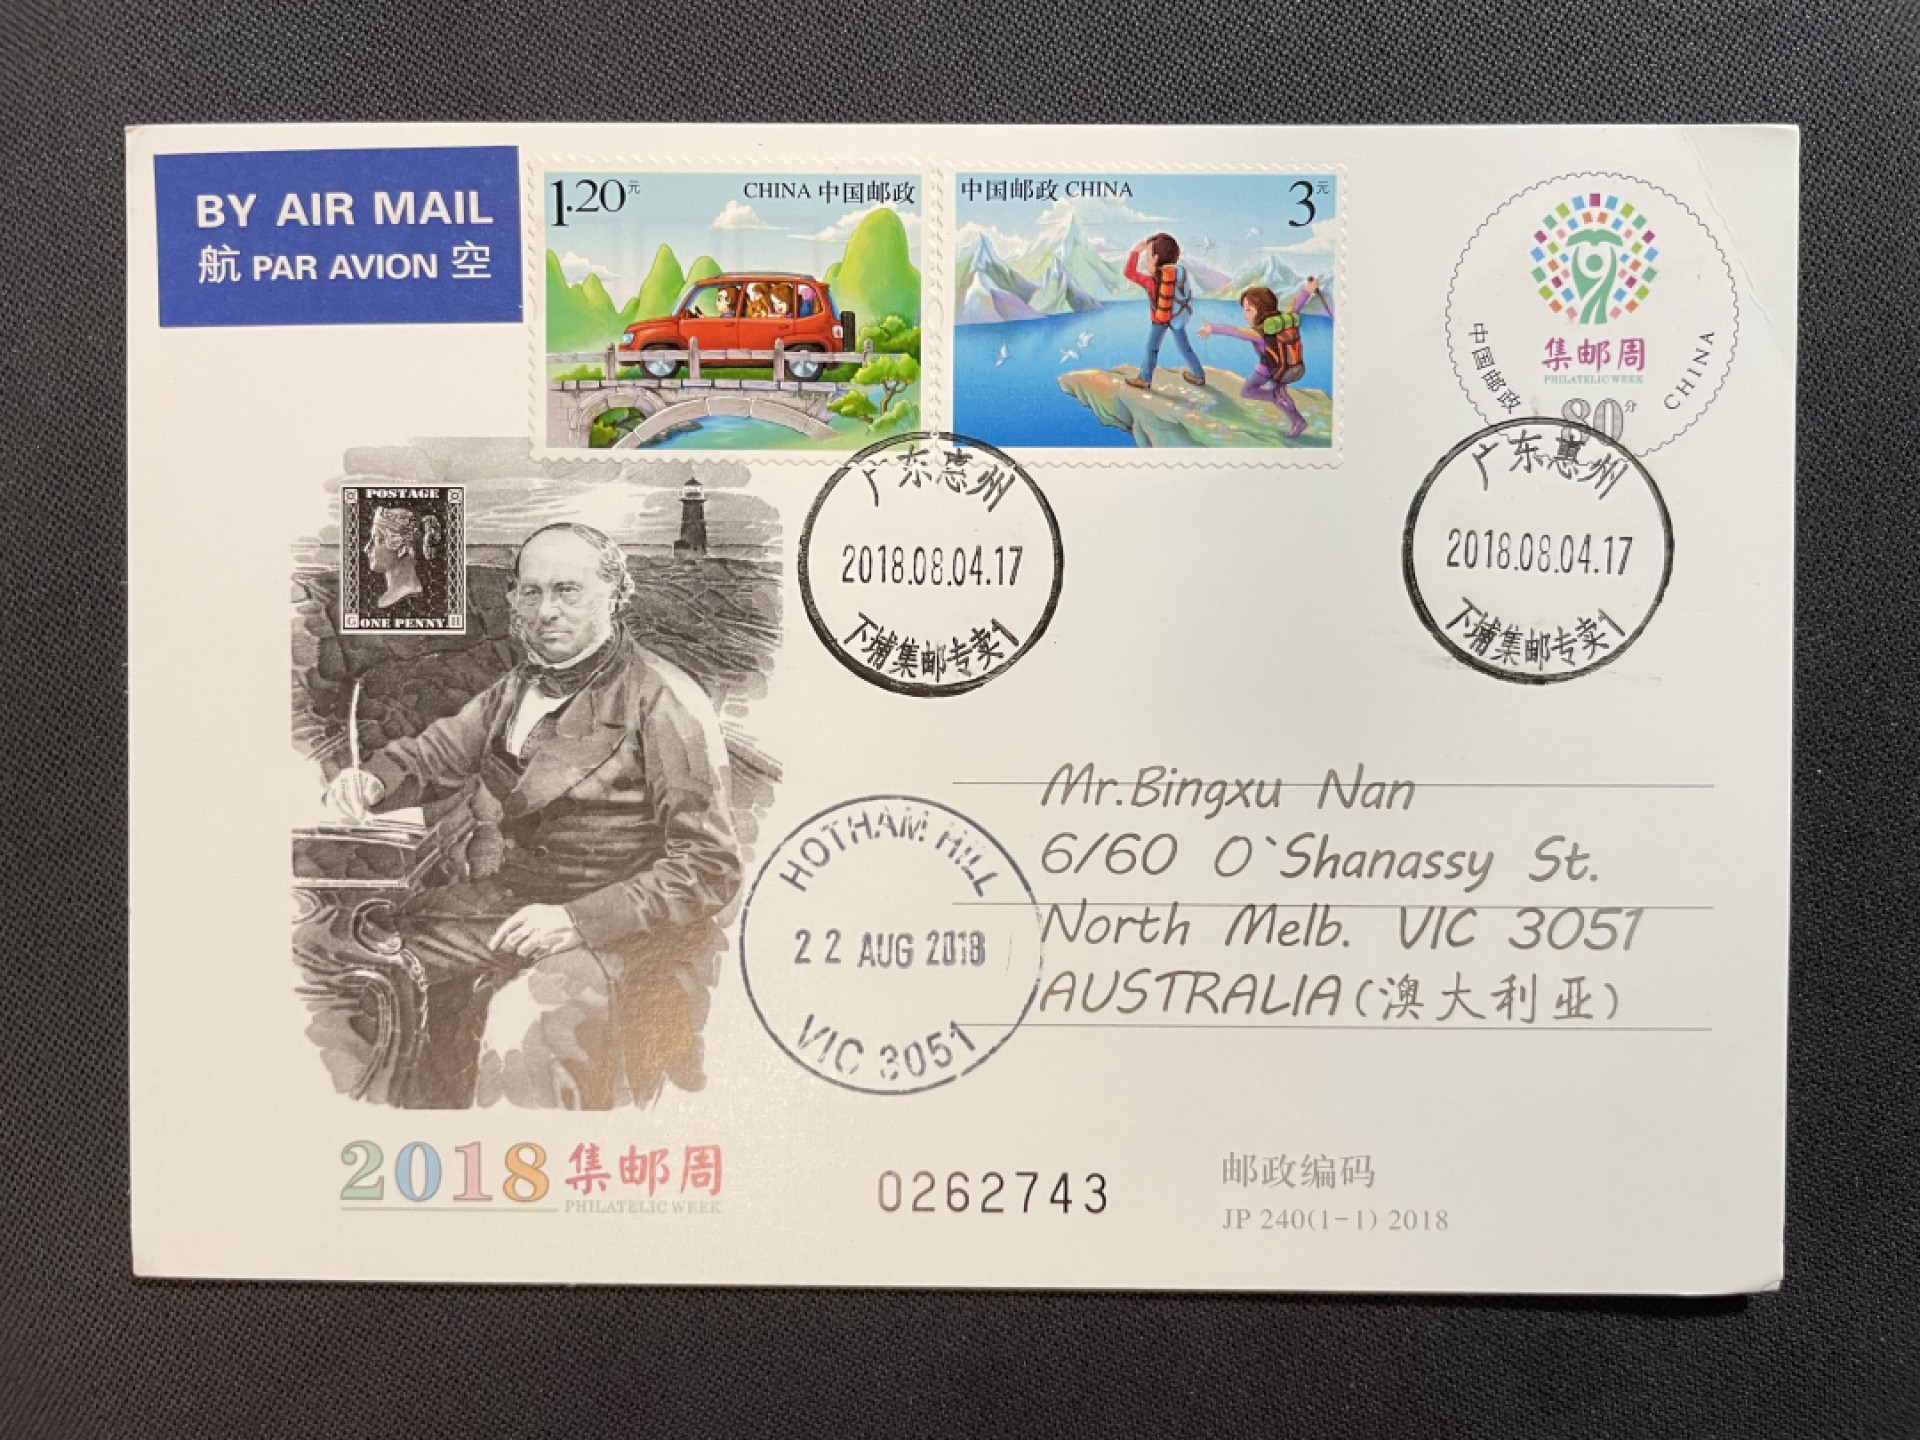 BY AIR MAIL
航 PAR AVION 空
1.20元 CHINA 中国邮政
中国邮政 CHINA 3元
集邮周
PHILATELIC WEEK
中国邮政 CHINA
80分
广东惠州
2018.08.04.17
下埔集邮专卖1
广东惠州
2018.08.04.17
下埔集邮专卖1
POSTAGE
G ONE PENNY. H
HOTHAM HILL
22 AUG 2018
VIC 3051
Mr.Bingxu Nan
6/60 O`Shanassy St.
North Melb. VIC 3051
AUSTRALIA(澳大利亚)
2018 集邮周
PHILATELIC WEEK
0262743
邮政编码
JP 240(1-1) 2018